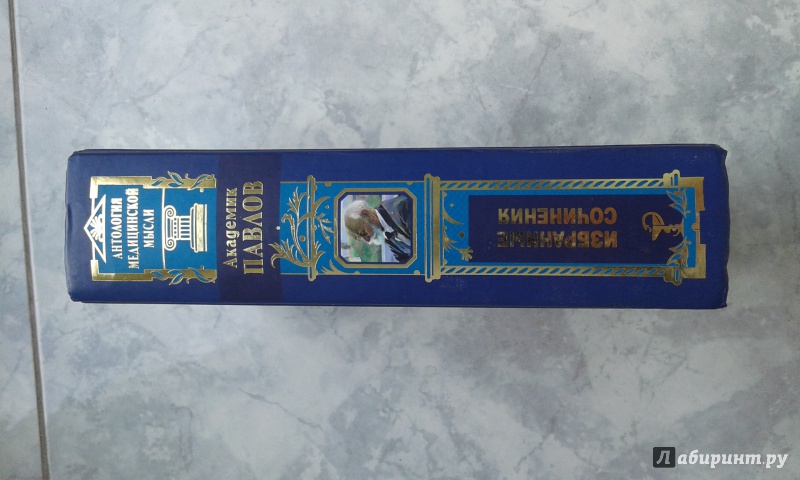 АНТОЛОГИЯ
МЕДИЦИНСКОЙ
МЫСЛИ
Академик
ПАВЛОВ
ИЗБРАННЫЕ
СОЧИНЕНИЯ
Лабиринт.ру